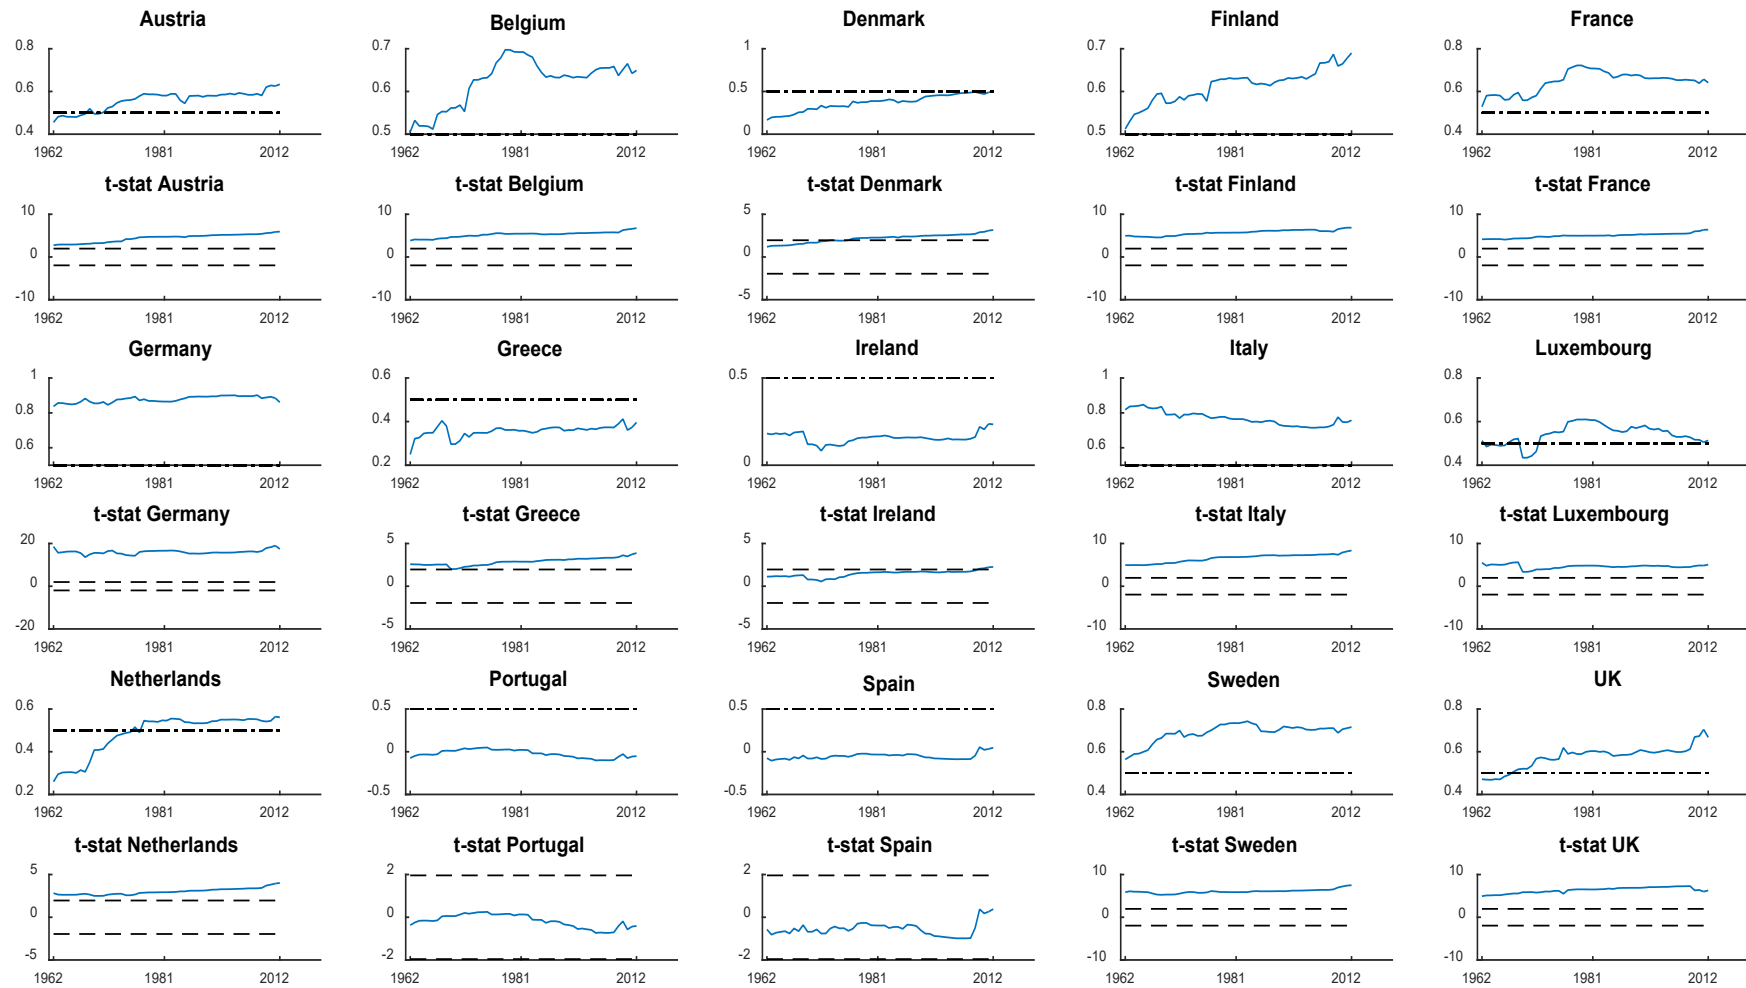 Austria Belgium Denmark Finland France
0.8 0.7 1 0.7 0.8
0.6 0.6 0.5 0.6 0.6
0.4 0.5 0 0.5 0.4
1962 1981 2012 1962 1981 2012 1962 1981 2012 1962 1981 2012 1962 1981 2012
t-stat Austria t-stat Belgium t-stat Denmark t-stat Finland t-stat France
10 10 5 10 10
0 0 0 0 0
-10 -10 -5 -10 -10
1962 1981 2012 1962 1981 2012 1962 1981 2012 1962 1981 2012 1962 1981 2012
Germany Greece Ireland Italy Luxembourg
1 0.6 0.5 1 0.8
0.8 0.4 0.8 0.6
0.6 0.2 0 0.6 0.4
1962 1981 2012 1962 1981 2012 1962 1981 2012 1962 1981 2012 1962 1981 2012
t-stat Germany t-stat Greece t-stat Ireland t-stat Italy t-stat Luxembourg
20 5 5 10 10
0 0 0 0 0
-20 -5 -5 -10 -10
1962 1981 2012 1962 1981 2012 1962 1981 2012 1962 1981 2012 1962 1981 2012
Netherlands Portugal Spain Sweden UK
0.6 0.5 0.5 0.8 0.8
0.4 0 0 0.6 0.6
0.2 -0.5 -0.5 0.4 0.4
1962 1981 2012 1962 1981 2012 1962 1981 2012 1962 1981 2012 1962 1981 2012
t-stat Netherlands t-stat Portugal t-stat Spain t-stat Sweden t-stat UK
5 2 2 10 10
0 0 0 0 0
-5 -2 -2 -10 -10
1962 1981 2012 1962 1981 2012 1962 1981 2012 1962 1981 2012 1962 1981 2012